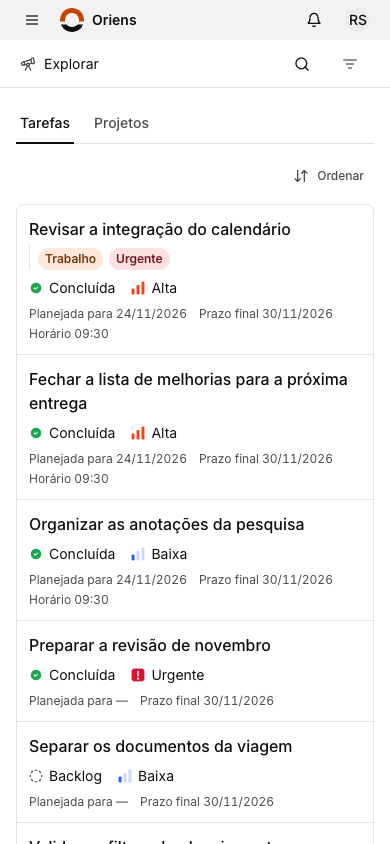 Oriens
RS
Explorar
Tarefas
Projetos
Ordenar
Revisar a integração do calendário
Trabalho
Urgente
Concluída
Alta
Planejada para 24/11/2026 Prazo final 30/11/2026
Horário 09:30
Fechar a lista de melhorias para a próxima
entrega
Concluída
Alta
Planejada para 24/11/2026 Prazo final 30/11/2026
Horário 09:30
Organizar as anotações da pesquisa
Concluída
Baixa
Planejada para 24/11/2026 Prazo final 30/11/2026
Horário 09:30
Preparar a revisão de novembro
Concluída
Urgente
Planejada para — Prazo final 30/11/2026
Separar os documentos da viagem
Backlog
Baixa
Planejada para — Prazo final 30/11/2026